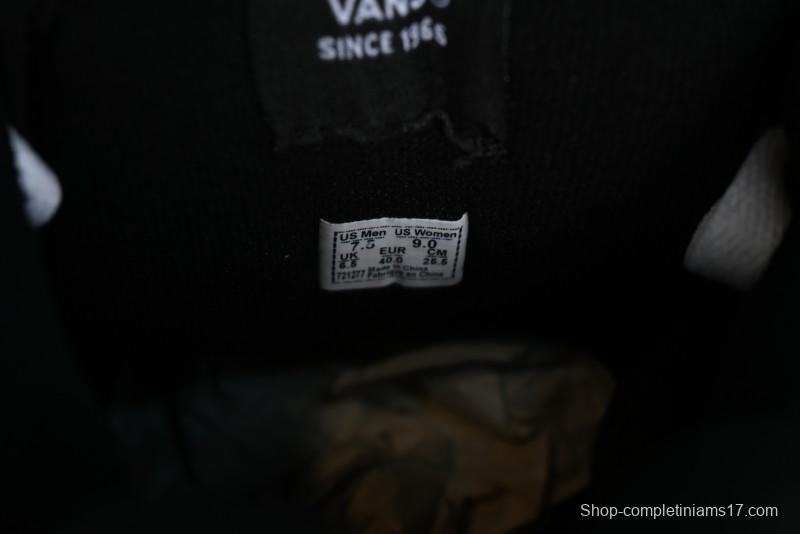 VANS
SINCE 1966
US Men US Women
7.5 9.0
UK EUR CM
6.5 40.0 25.5
721277 Made in China
Fabriqué en China
Shop-completiniams17.com